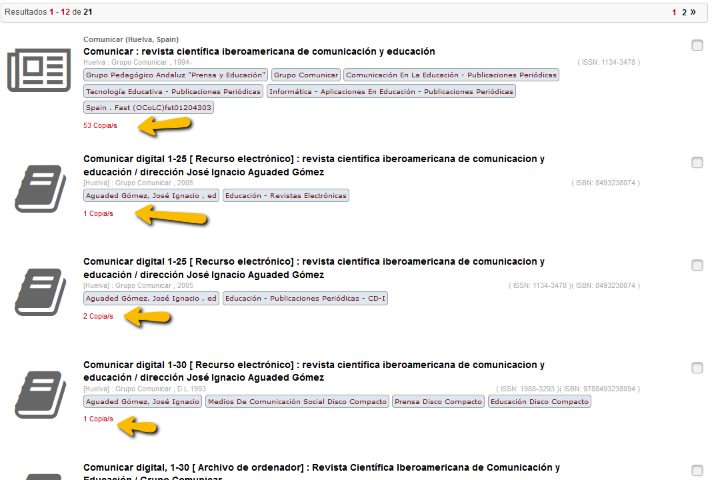 Resultados 1 - 12 de 21
1 2 »
Comunicar (Huelva, Spain)
Comunicar : revista científica iberoamericana de comunicación y educación
Huelva : Grupo Comunicar , 1994-
( ISSN: 1134-3478 )
Grupo Pedagógico Andaluz "Prensa y Educación" Grupo Comunicar Comunicación En La Educación - Publicaciones Periódicas
Tecnología Educativa - Publicaciones Periódicas Informática - Aplicaciones En Educación - Publicaciones Periódicas
Spain . Fast (OCoLC)fst01204303
53 Copia/s
Comunicar digital 1-25 [ Recurso electrónico] : revista científica iberoamericana de comunicacion y
educación / dirección José Ignacio Aguaded Gómez
[Huelva] : Grupo Comunicar , 2005
( ISBN: 8493238074 )
Aguaded Gómez, José Ignacio , ed Educación - Revistas Electrónicas
1 Copia/s
Comunicar digital 1-25 [ Recurso electrónico] : revista científica iberoamericana de comunicacion y
educación / dirección José Ignacio Aguaded Gómez
[Huelva] : Grupo Comunicar , 2005
( ISSN: 1134-3478 )( ISBN: 8493238074 )
Aguaded Gómez, José Ignacio , ed Educación - Publicaciones Periódicas - CD-I
2 Copia/s
Comunicar digital 1-30 [ Recurso electrónico] : revista científica iberoamericana de comunicacion y
educación / dirección José Ignacio Aguaded Gómez
[Huelva] : Grupo Comunicar , D.L 1993
( ISSN: 1988-3293 )( ISBN: 9788493238094 )
Aguaded Gómez, José Ignacio Medios De Comunicación Social Disco Compacto Prensa Disco Compacto Educación Disco Compacto
1 Copia/s
Comunicar digital, 1-30 [ Archivo de ordenador] : Revista Científica Iberoamericana de Comunicación y
Educación / Grupo Comunicar